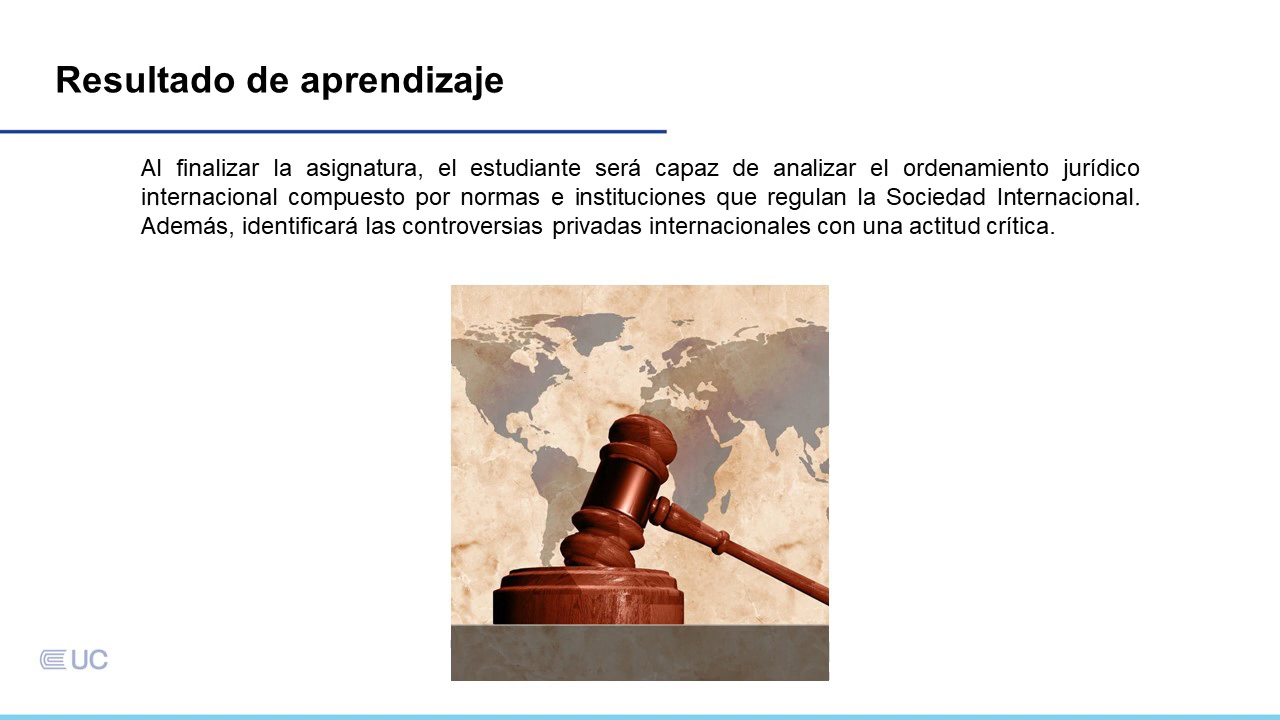 Resultado de aprendizaje
Al finalizar la asignatura, el estudiante será capaz de analizar el ordenamiento jurídico
internacional compuesto por normas e instituciones que regulan la Sociedad Internacional.
Además, identificará las controversias privadas internacionales con una actitud crítica.
UC